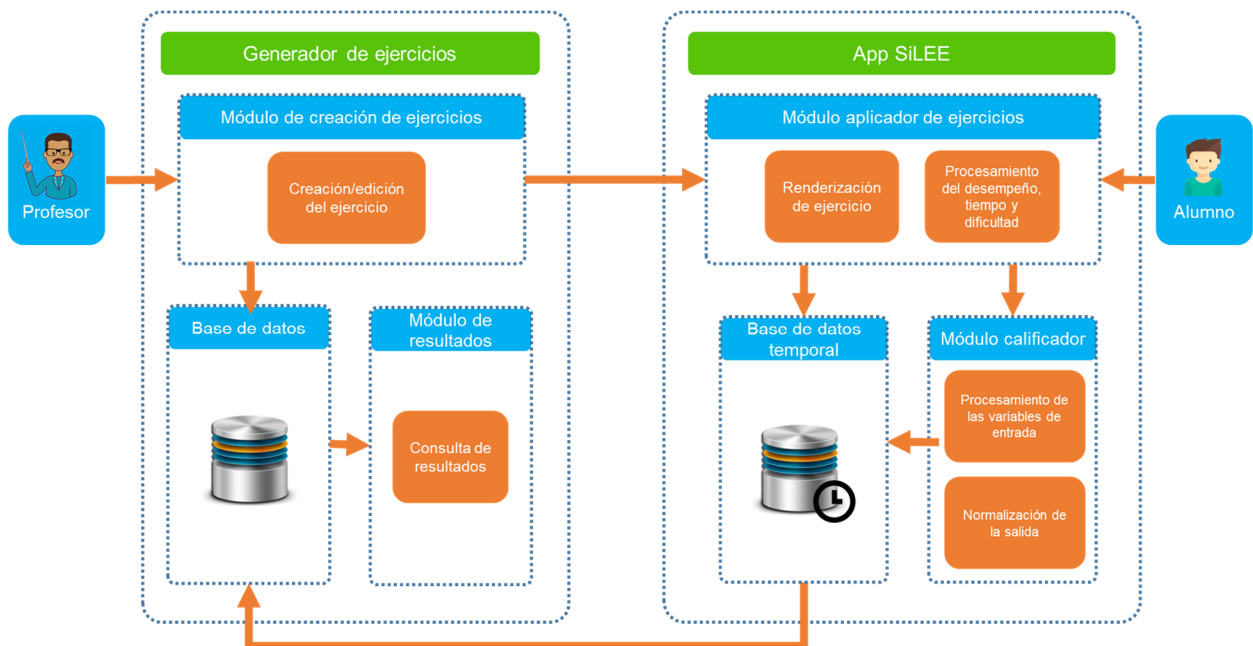 Generador de ejercicios
App SiLEE
Módulo de creación de ejercicios
Módulo aplicador de ejercicios
Profesor
Creación/edición
del ejercicio
Renderización
de ejercicio
Procesamiento
del desempeño,
tiempo y
dificultad
Alumno
Base de datos
Módulo de
resultados
Base de datos
temporal
Módulo calificador
Consulta de
resultados
Procesamiento de
las variables de
entrada
Normalización de
la salida